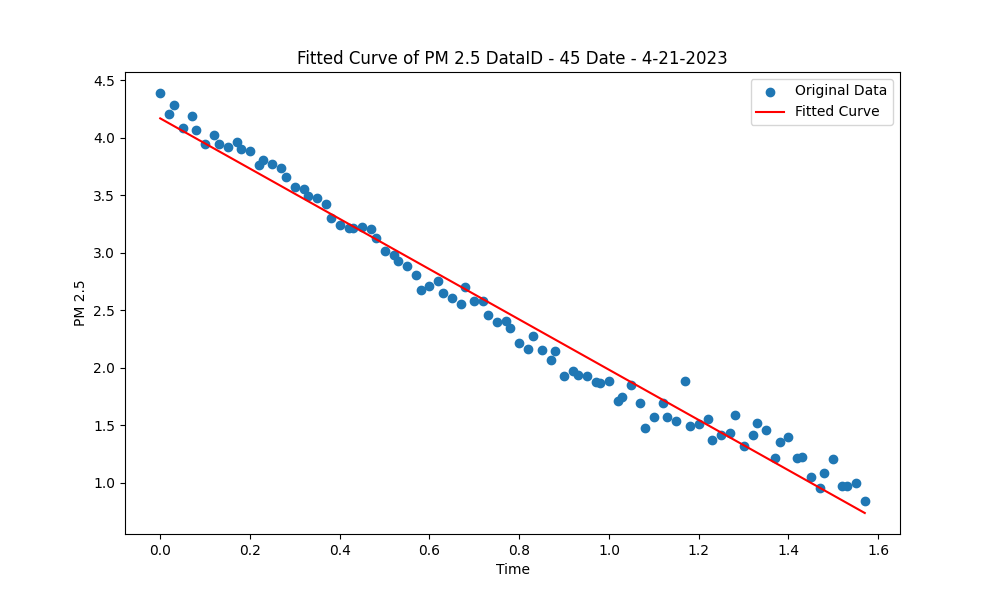 Fitted Curve of PM 2.5 DataID - 45 Date - 4-21-2023
Original Data
Fitted Curve
4.5
4.0
3.5
3.0
2.5
2.0
1.5
1.0
PM 2.5
0.0 0.2 0.4 0.6 0.8 1.0 1.2 1.4 1.6
Time